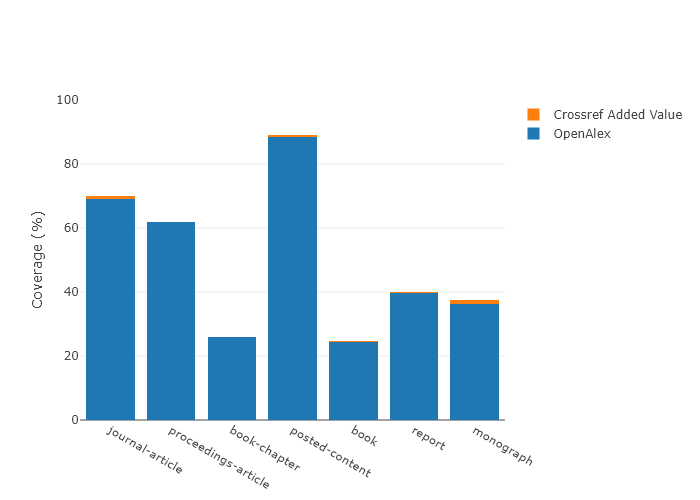 100
80
60
40
20
0
Coverage (%)
journal-article
proceedings-article
book-chapter
posted-content
book
report
monograph
Crossref Added Value
OpenAlex